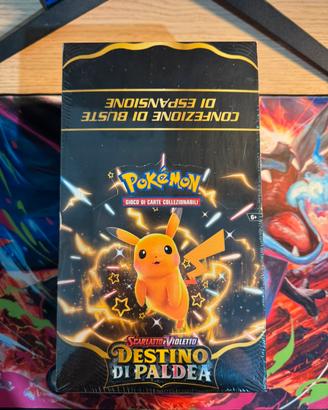 CONFEZIONE DI BUSTE
DI ESPANSIONE
POKéMON
GIOCO DI CARTE COLLEZIONABILI
6+
SCARLATTO E VIOLETTO
DESTINO
DI PALDEA